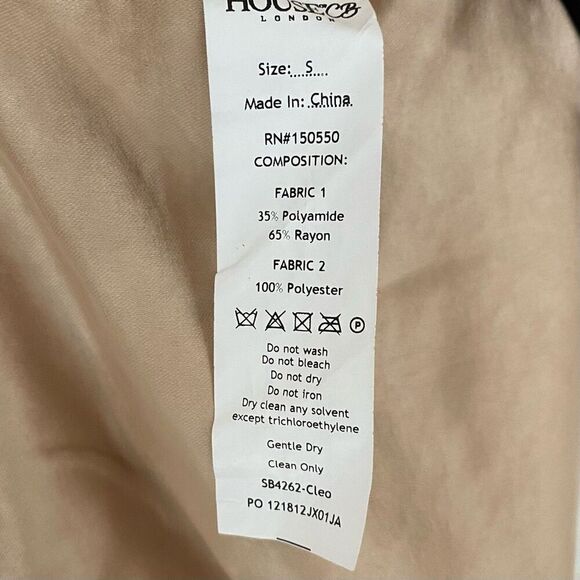 HOUSE OF CB
LONDON
Size:....S....
Made In: China
RN#150550
COMPOSITION:
FABRIC 1
35% Polyamide
65% Rayon
FABRIC 2
100% Polyester
P
Do not wash
Do not bleach
Do not dry
Do not iron
Dry clean any solvent
except trichloroethylene
Gentle Dry
Clean Only
SB4262-Cleo
PO 121812JX01JA